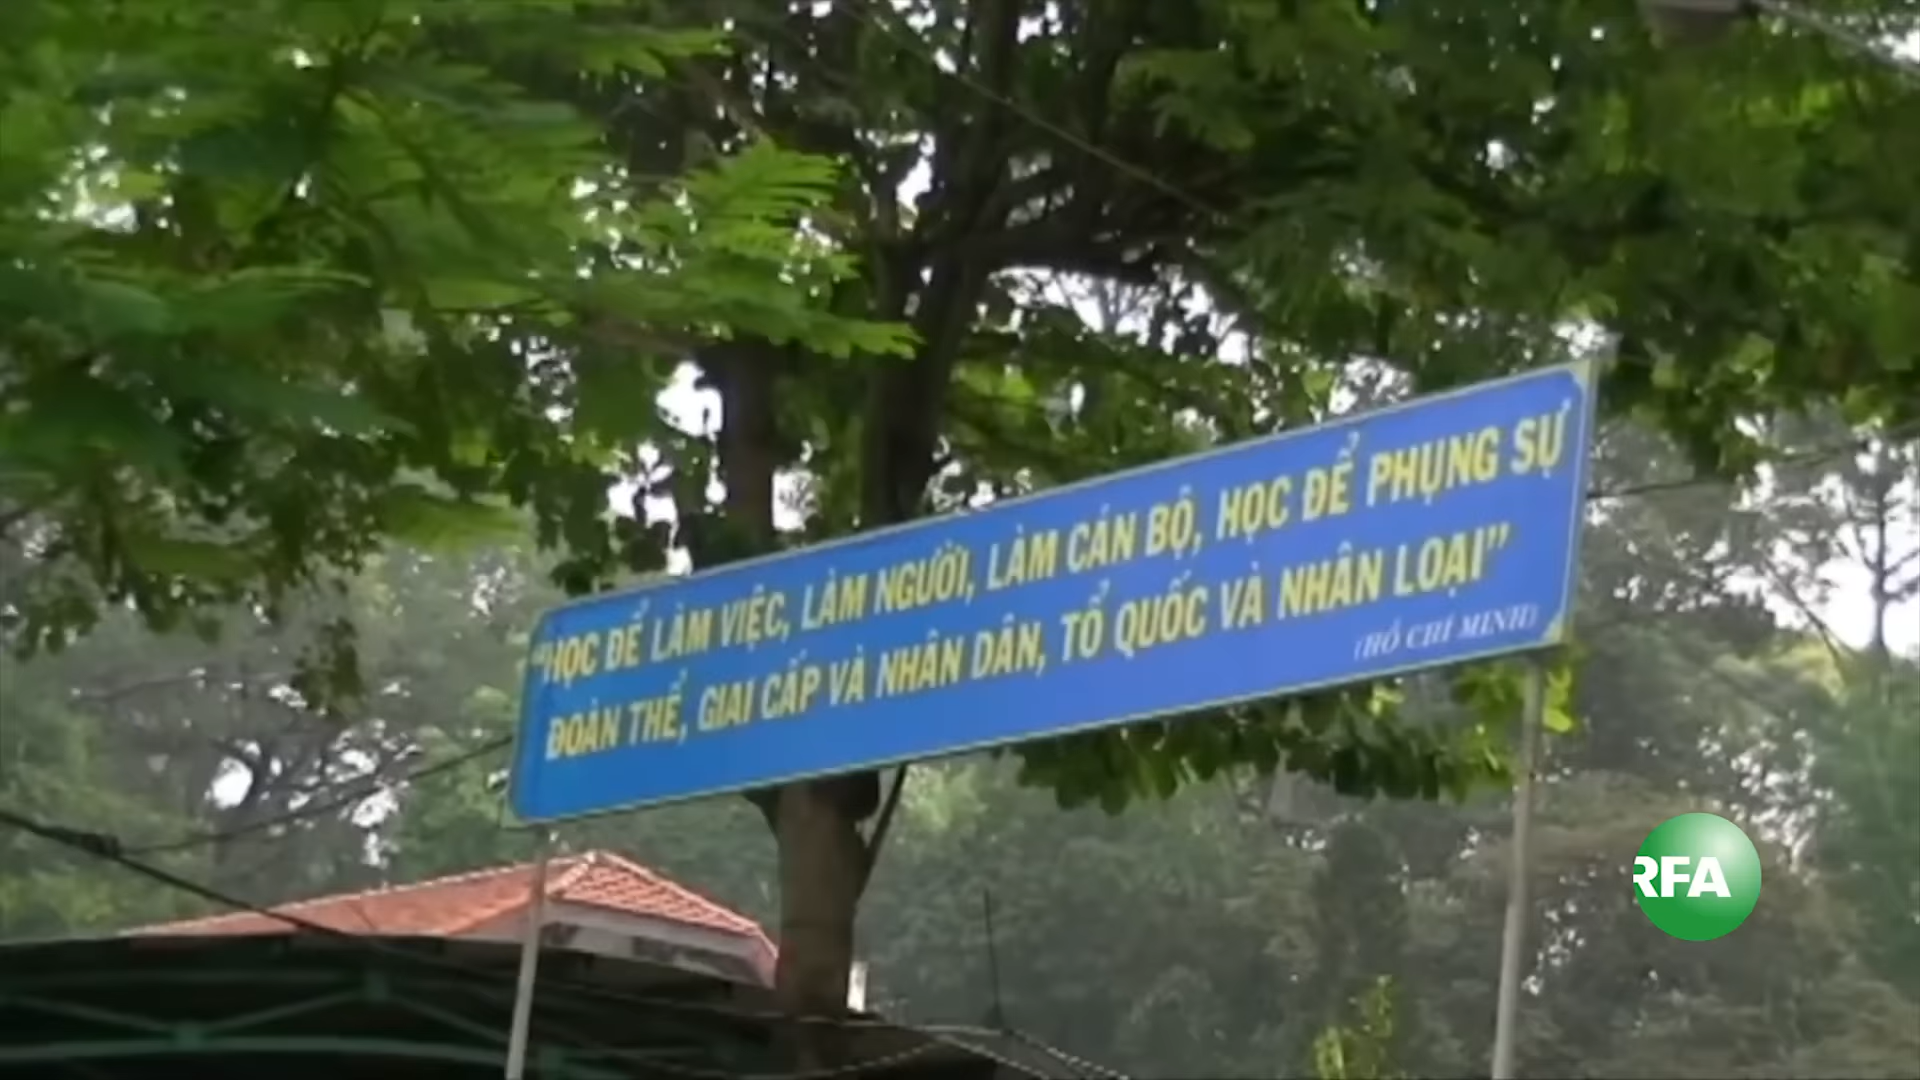 “HỌC ĐỂ LÀM VIỆC, LÀM NGƯỜI, LÀM CÁN BỘ, HỌC ĐỂ PHỤNG SỰ
ĐOÀN THỂ, GIAI CẤP VÀ NHÂN DÂN, TỔ QUỐC VÀ NHÂN LOẠI”
(HỒ CHÍ MINH)
RFA